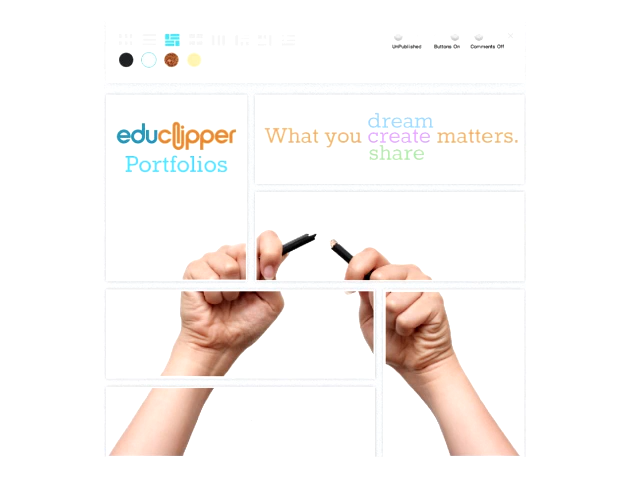 UnPublished Buttons On Comments Off
educlipper
Portfolios
dream
What you create matters.
share